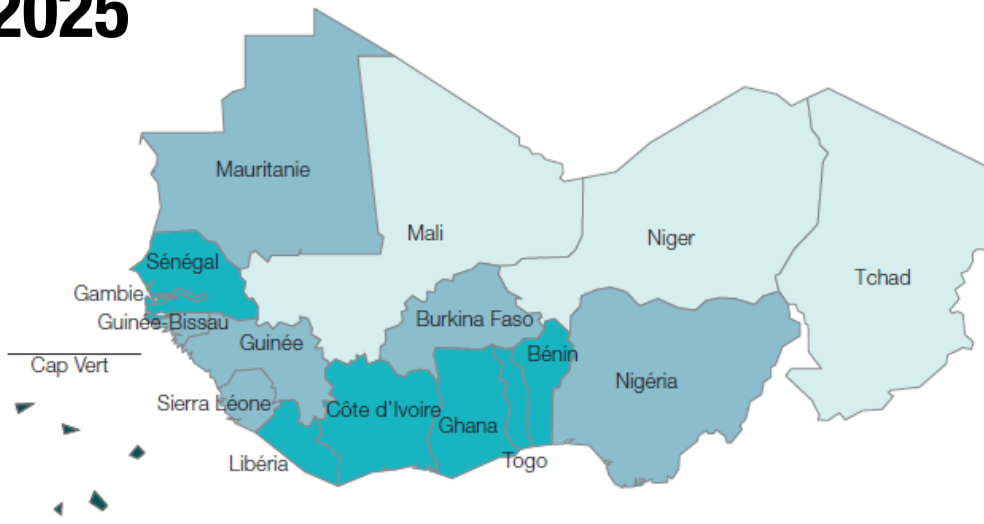 2025
Mauritanie
Mali
Niger
Tchad
Sénégal
Gambie
Guinée-Bissau
Guinée
Burkina Faso
Bénin
Cap Vert
Nigéria
Sierra Léone
Côte d'Ivoire
Ghana
Libéria
Togo